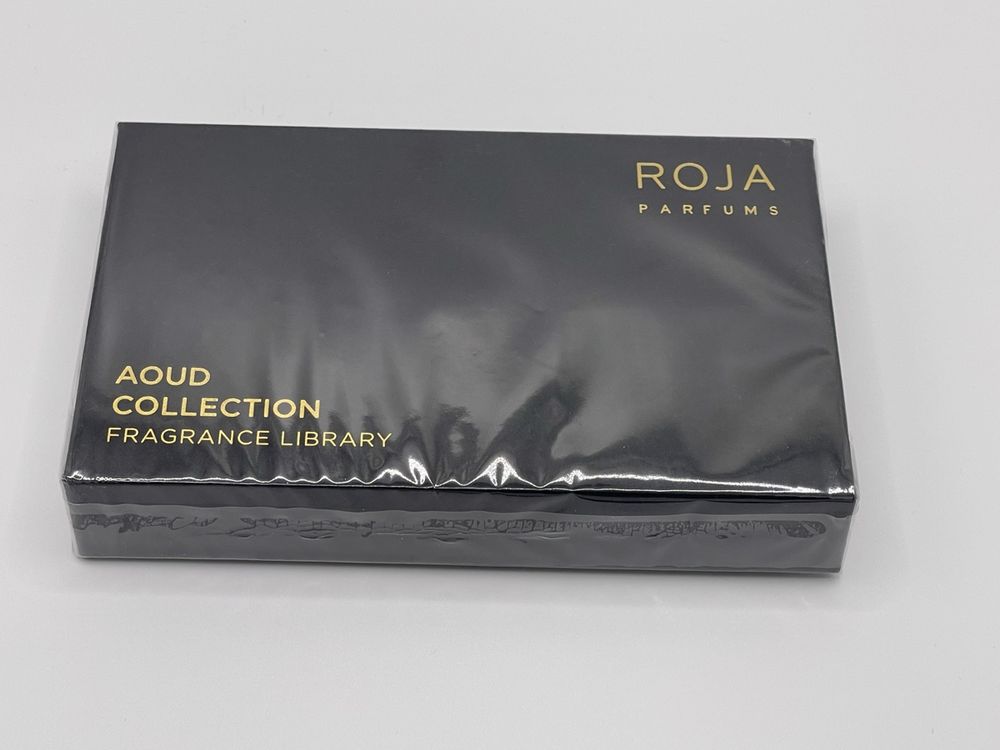 ROJA
PARFUMS
AOUD
COLLECTION
FRAGRANCE LIBRARY